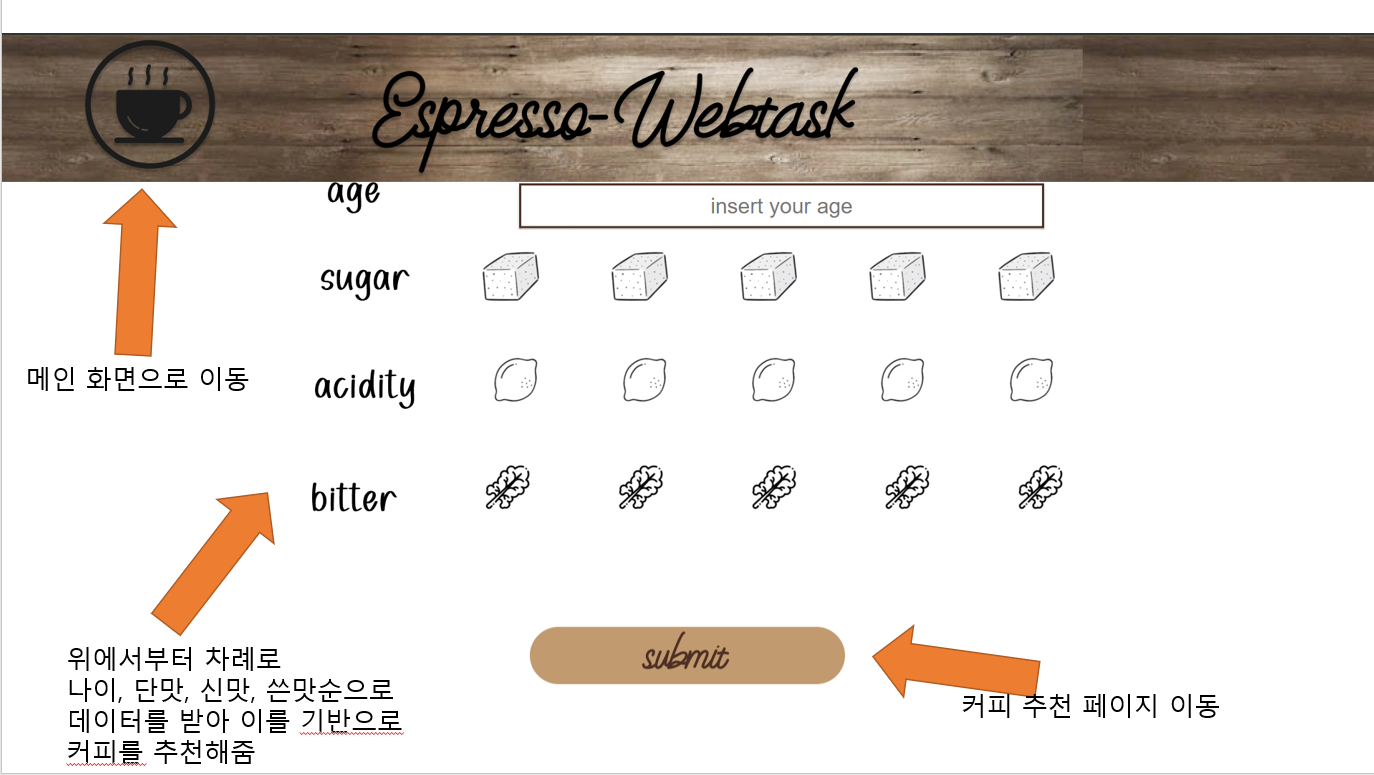 Espresso-Webtask
age
insert your age
sugar
메인 화면으로 이동
acidity
bitter
위에서부터 차례로
나이, 단맛, 신맛, 쓴맛순으로
데이터를 받아 이를 기반으로
커피를 추천해줌
submit
커피 추천 페이지 이동